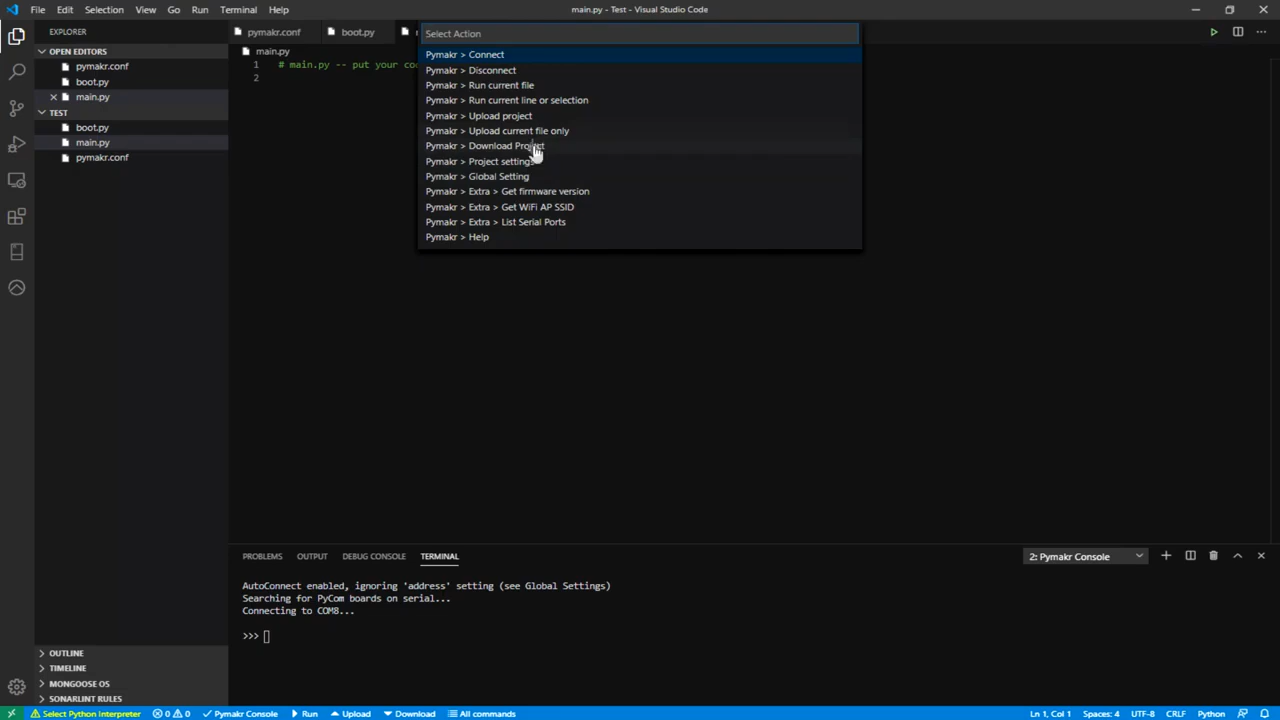 File Edit Selection View Go Run Terminal Help
main.py - Test - Visual Studio Code
EXPLORER
OPEN EDITORS
pymakr.conf
boot.py
main.py
TEST
boot.py
main.py
pymakr.conf
OUTLINE
TIMELINE
MONGOOSE OS
SONARLINT RULES
pymakr.conf boot.py
main.py
1 # main.py -- put your
2
Select Action
Pymakr > Connect
Pymakr > Disconnect
Pymakr > Run current file
Pymakr > Run current line or selection
Pymakr > Upload project
Pymakr > Upload current file only
Pymakr > Download Project
Pymakr > Project settings
Pymakr > Global Setting
Pymakr > Extra > Get firmware version
Pymakr > Extra > Get WiFi AP SSID
Pymakr > Extra > List Serial Ports
Pymakr > Help
PROBLEMS OUTPUT DEBUG CONSOLE TERMINAL
2: Pymakr Console
AutoConnect enabled, ignoring 'address' setting (see Global Settings)
Searching for PyCom boards on serial...
Connecting to COM8...
>>>
Select Python Interpreter 0 0 Pymakr Console Run Upload Download All commands
Ln 1, Col 1 Spaces: 4 UTF-8 CRLF Python